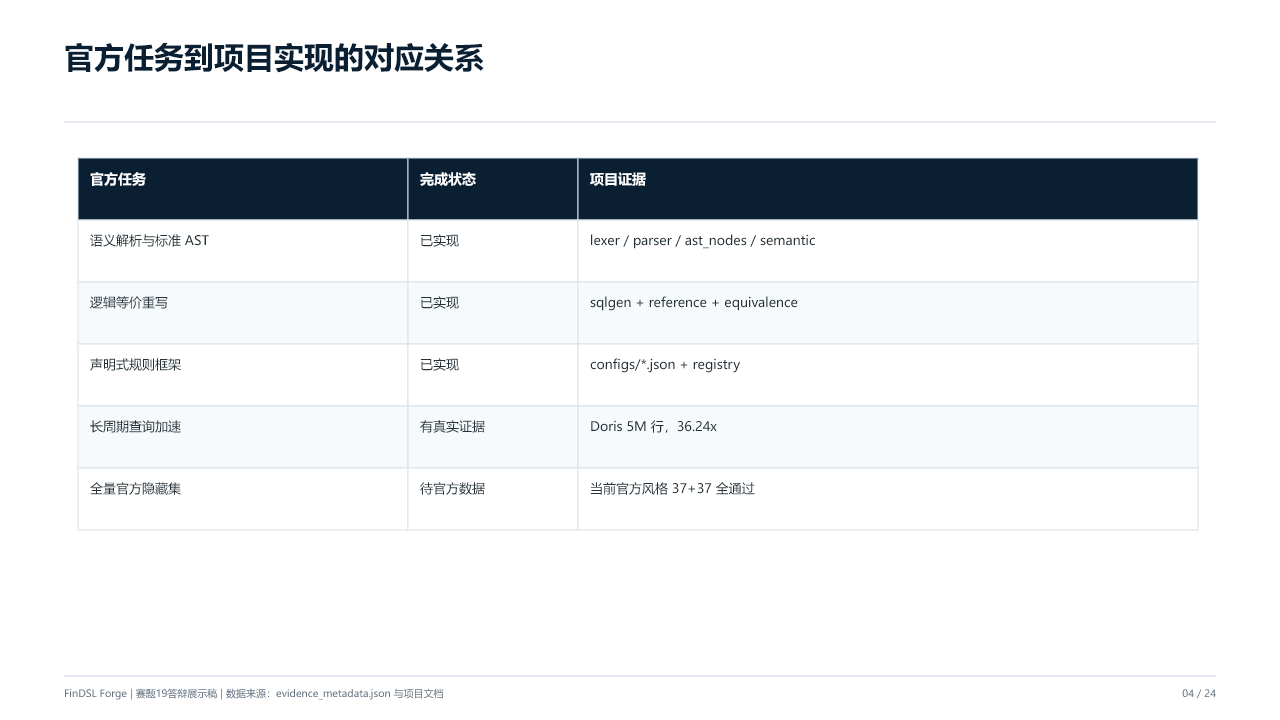 官方任务到项目实现的对应关系
官方任务 完成状态 项目证据
语义解析与标准 AST 已实现 lexer / parser / ast_nodes / semantic
逻辑等价重写 已实现 sqlgen + reference + equivalence
声明式规则框架 已实现 configs/*.json + registry
长周期查询加速 有真实证据 Doris 5M 行，36.24x
全量官方隐藏集 待官方数据 当前官方风格 37+37 全通过
FinDSL Forge | 赛题19答辩展示稿 | 数据来源：evidence_metadata.json 与项目文档 04 / 24